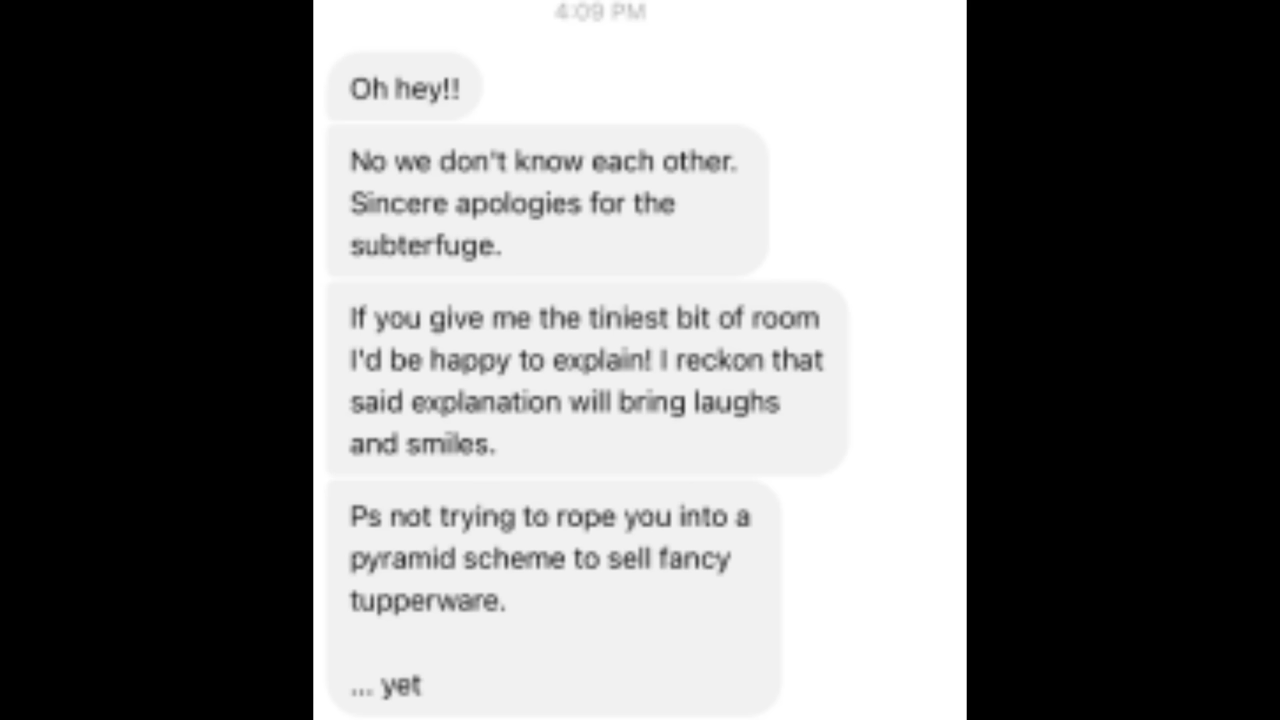 4:09 PM
Oh hey!!
No we don't know each other.
Sincere apologies for the
subterfuge.
If you give me the tiniest bit of room
I'd be happy to explain! I reckon that
said explanation will bring laughs
and smiles.
Ps not trying to rope you into a
pyramid scheme to sell fancy
tupperware.
... yet